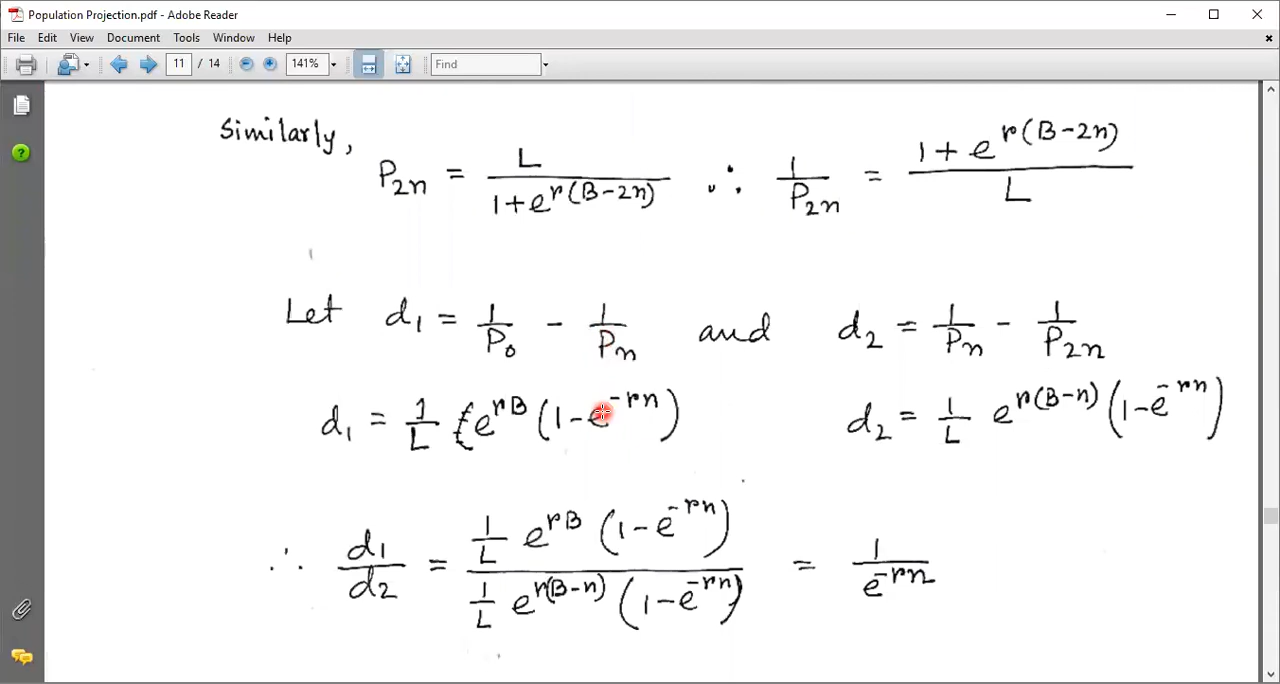 Population Projection.pdf - Adobe Reader
File Edit View Document Tools Window Help
11 / 14 141% Find
Similarly,
P₂ₙ = L / (1+e^{r(B-2n)}) ∴ 1/P₂ₙ = (1+e^{r(B-2n)}) / L
Let d₁ = 1/P₀ - 1/Pₙ and d₂ = 1/Pₙ - 1/P₂ₙ
d₁ = 1/L {e^{rB} (1-e^{-rn}) d₂ = 1/L e^{r(B-n)} (1-e^{-rn})
∴ d₁/d₂ = (1/L e^{rB} (1-e^{-rn})) / (1/L e^{r(B-n)} (1-e^{-rn})) = 1/e^{-rn}